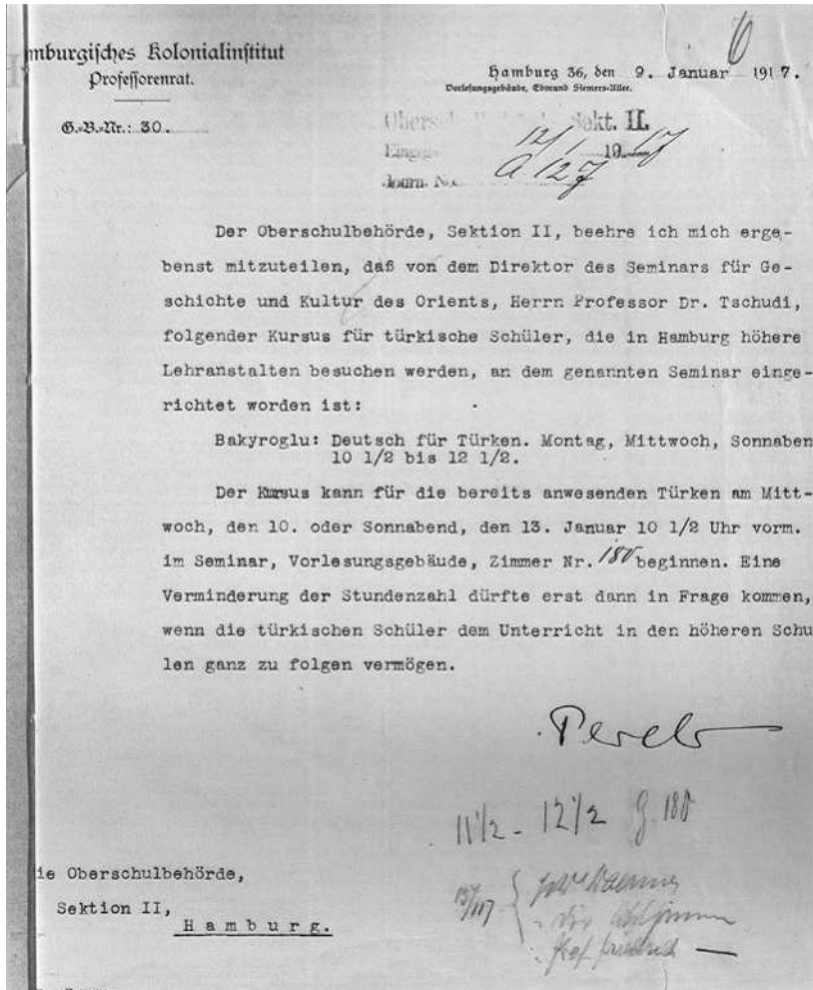 mburgisches Kolonialinstitut
Professorenrat.
Hamburg 36, den 9. Januar 1917.
Vorlesungsgebäude, Edmund Siemers-Allee.
G.-B.-Nr.: 30.
Sekt. II.
12/1 1917
Journ. No. a 127
Der Oberschulbehörde, Sektion II, beehre ich mich erge-
benst mitzuteilen, daß von dem Direktor des Seminars für Ge-
schichte und Kultur des Orients, Herrn Professor Dr. Tschudi,
folgender Kursus für türkische Schüler, die in Hamburg höhere
Lehranstalten besuchen werden, an dem genannten Seminar einge-
richtet worden ist:
Bakyroglu: Deutsch für Türken. Montag, Mittwoch, Sonnaben
10 1/2 bis 12 1/2.
Der Kursus kann für die bereits anwesenden Türken am Mitt-
woch, den 10. oder Sonnabend, den 13. Januar 10 1/2 Uhr vorm.
im Seminar, Vorlesungsgebäude, Zimmer Nr. 180 beginnen. Eine
Verminderung der Stundenzahl dürfte erst dann in Frage kommen,
wenn die türkischen Schüler dem Unterricht in den höheren Schu
len ganz zu folgen vermögen.
11 1/2 - 12 1/2 180
ie Oberschulbehörde,
Sektion II,
Hamburg.